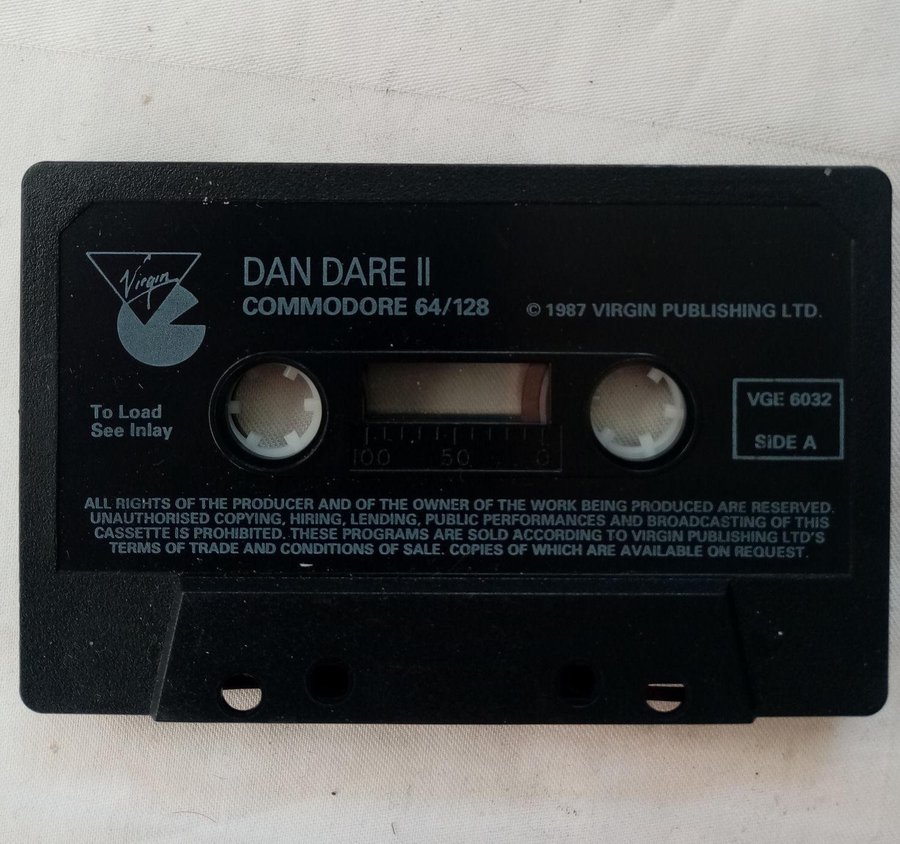 Virgin
DAN DARE II
COMMODORE 64/128
© 1987 VIRGIN PUBLISHING LTD.
To Load
See Inlay
VGE 6032
SIDE A
100 50 0
ALL RIGHTS OF THE PRODUCER AND OF THE OWNER OF THE WORK BEING PRODUCED ARE RESERVED.
UNAUTHORISED COPYING, HIRING, LENDING, PUBLIC PERFORMANCES AND BROADCASTING OF THIS
CASSETTE IS PROHIBITED. THESE PROGRAMS ARE SOLD ACCORDING TO VIRGIN PUBLISHING LTD'S
TERMS OF TRADE AND CONDITIONS OF SALE. COPIES OF WHICH ARE AVAILABLE ON REQUEST.